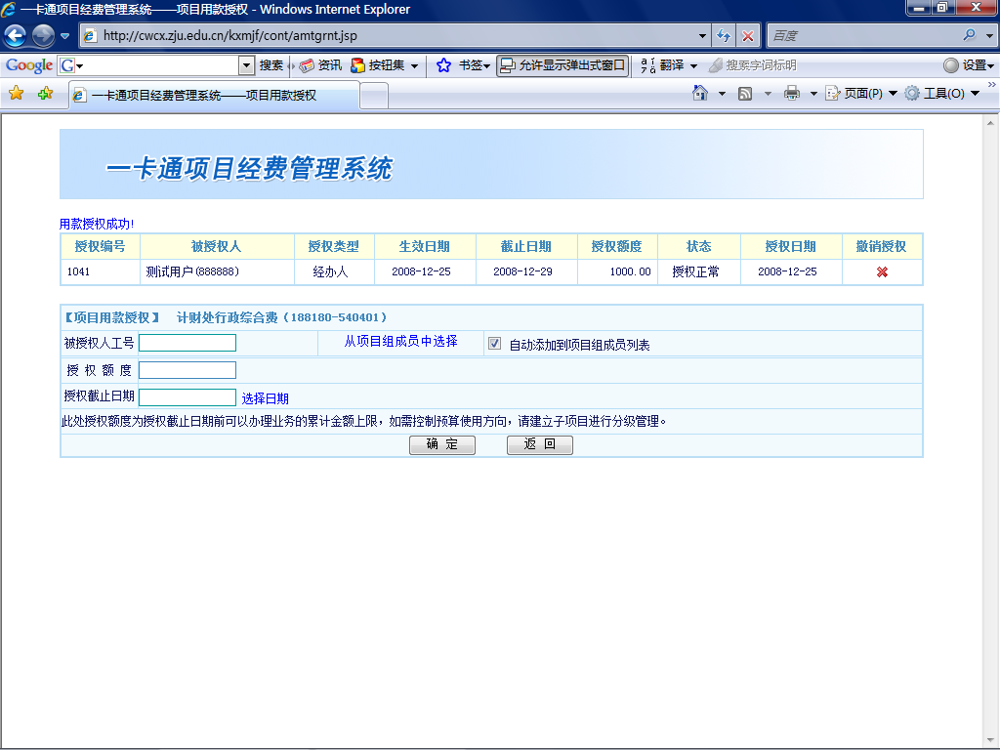 一卡通项目经费管理系统——项目用款授权 - Windows Internet Explorer
http://cwcx.zju.edu.cn/kxmjf/cont/amtgrnt.jsp 百度
Google G 搜索 资讯 按钮集 书签 允许显示弹出式窗口 翻译 搜索字词标明 设置
一卡通项目经费管理系统——项目用款授权 页面(P) 工具(O)
一卡通项目经费管理系统
用款授权成功!
授权编号 被授权人 授权类型 生效日期 截止日期 授权额度 状态 授权日期 撤销授权
1041 测试用户(888888) 经办人 2008-12-25 2008-12-29 1000.00 授权正常 2008-12-25
【项目用款授权】 计财处行政综合费（188180-540401）
被授权人工号 从项目组成员中选择 自动添加到项目组成员列表
授 权 额 度
授权截止日期 选择日期
此处授权额度为授权截止日期前可以办理业务的累计金额上限，如需控制预算使用方向，请建立子项目进行分级管理。
确 定 返 回